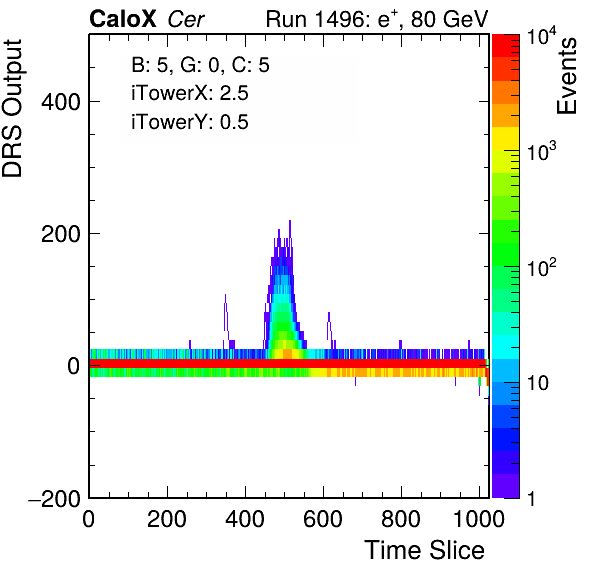 CaloX Cer Run 1496: e⁺, 80 GeV
B: 5, G: 0, C: 5
iTowerX: 2.5
iTowerY: 0.5
DRS Output
400
200
0
−200
0 200 400 600 800 1000
Time Slice
Events
10⁴
10³
10²
10
1